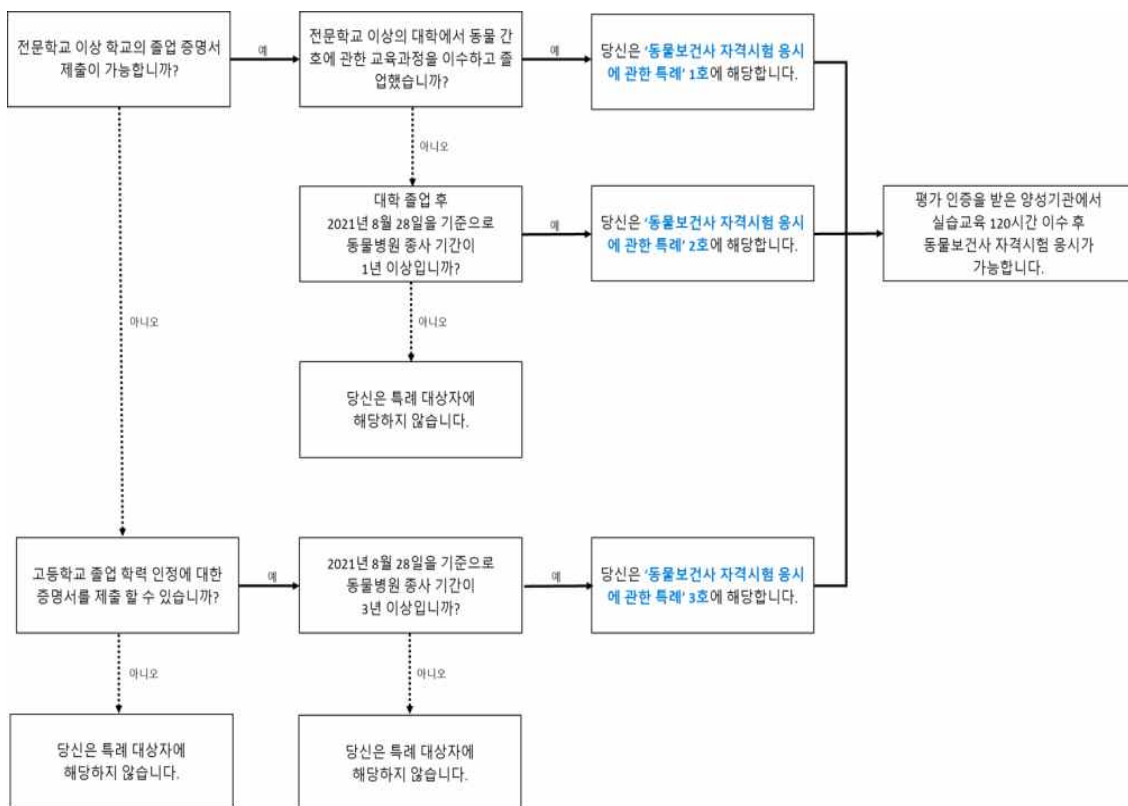 전문학교 이상 학교의 졸업 증명서
제출이 가능합니까?
예
전문학교 이상의 대학에서 동물 간
호에 관한 교육과정을 이수하고 졸
업했습니까?
예
당신은 '동물보건사 자격시험 응시
에 관한 특례' 1호에 해당합니다.
아니오
대학 졸업 후
2021년 8월 28일을 기준으로
동물병원 종사 기간이
1년 이상입니까?
예
당신은 '동물보건사 자격시험 응시
에 관한 특례' 2호에 해당합니다.
평가 인증을 받은 양성기관에서
실습교육 120시간 이수 후
동물보건사 자격시험 응시가
가능합니다.
아니오
아니오
당신은 특례 대상자에
해당하지 않습니다.
고등학교 졸업 학력 인정에 대한
증명서를 제출 할 수 있습니까?
예
2021년 8월 28일을 기준으로
동물병원 종사 기간이
3년 이상입니까?
예
당신은 '동물보건사 자격시험 응시
에 관한 특례' 3호에 해당합니다.
아니오
아니오
당신은 특례 대상자에
해당하지 않습니다.
당신은 특례 대상자에
해당하지 않습니다.